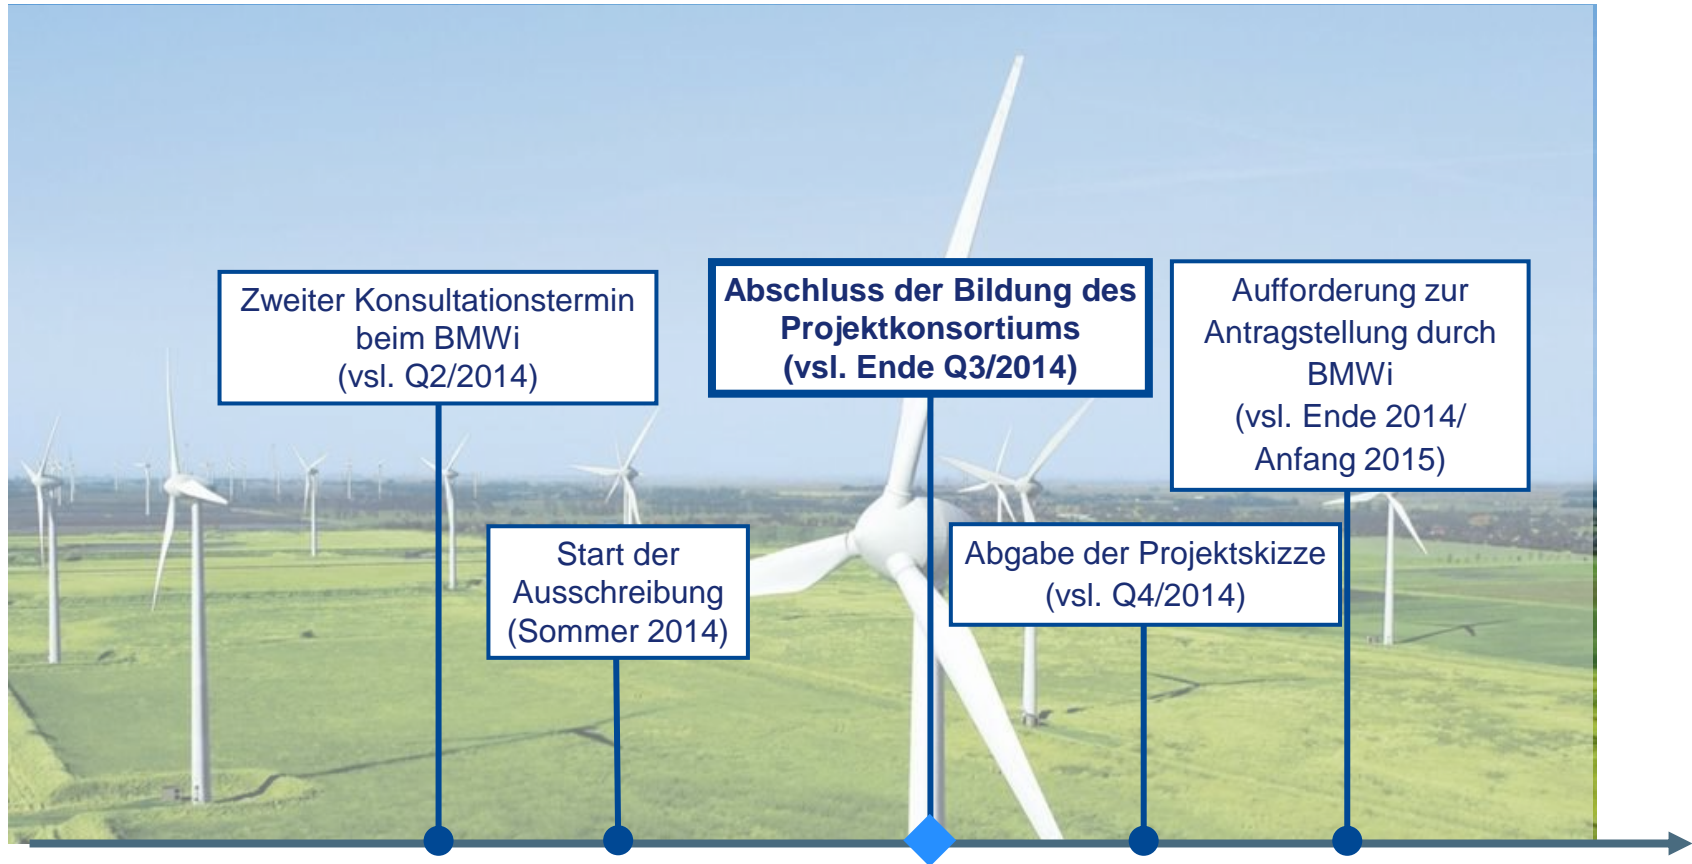 Zweiter Konsultationstermin
beim BMWi
(vsl. Q2/2014)
Start der
Ausschreibung
(Sommer 2014)
Abschluss der Bildung des
Projektkonsortiums
(vsl. Ende Q3/2014)
Abgabe der Projektskizze
(vsl. Q4/2014)
Aufforderung zur
Antragstellung durch
BMWi
(vsl. Ende 2014/
Anfang 2015)